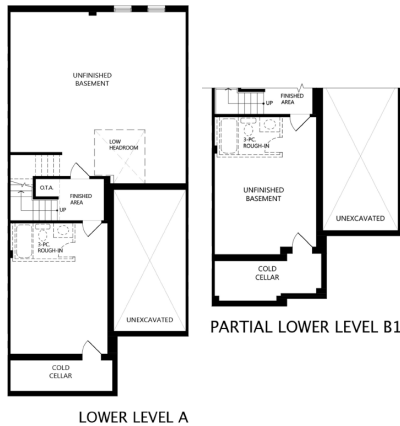 UNFINISHED
BASEMENT
LOW
HEADROOM
O.T.A.
FINISHED
AREA
UP
3-PC.
ROUGH-IN
UNEXCAVATED
COLD
CELLAR
LOWER LEVEL A
FINISHED
AREA
UP
3-PC.
ROUGH-IN
UNFINISHED
BASEMENT
UNEXCAVATED
COLD
CELLAR
PARTIAL LOWER LEVEL B1